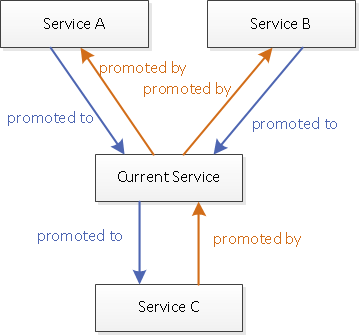 Service A
Service B
promoted by
promoted by
promoted to
promoted to
Current Service
promoted to
promoted by
Service C